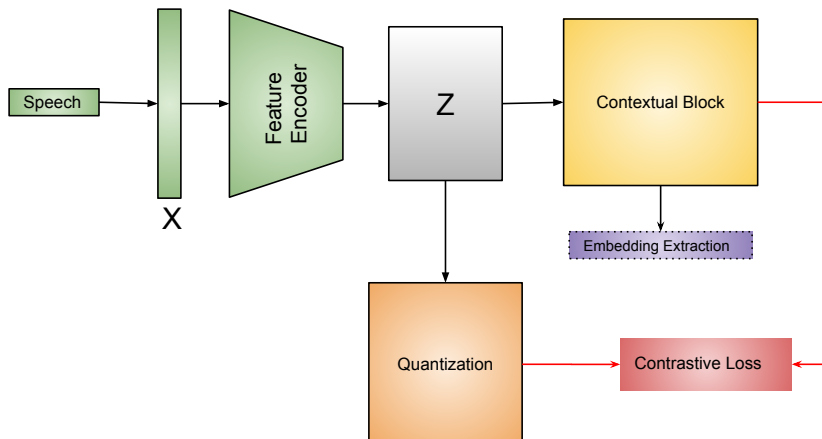 Speech
X
Feature
Encoder
Z
Contextual Block
Embedding Extraction
Quantization
Contrastive Loss